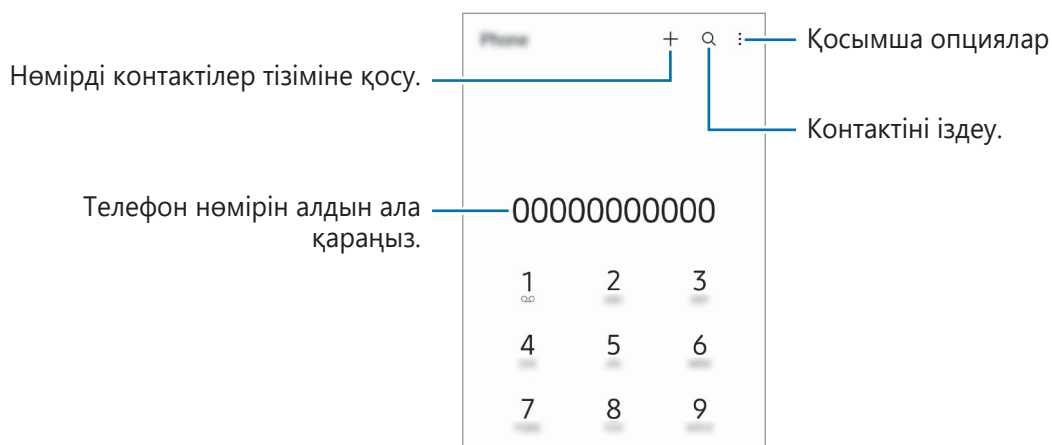 Phone
Қосымша опциялар
Нөмірді контактілер тізіміне қосу.
Контактіні іздеу.
Телефон нөмірін алдын ала
қараңыз.
00000000000
1 2 3
4 5 6
7 8 9